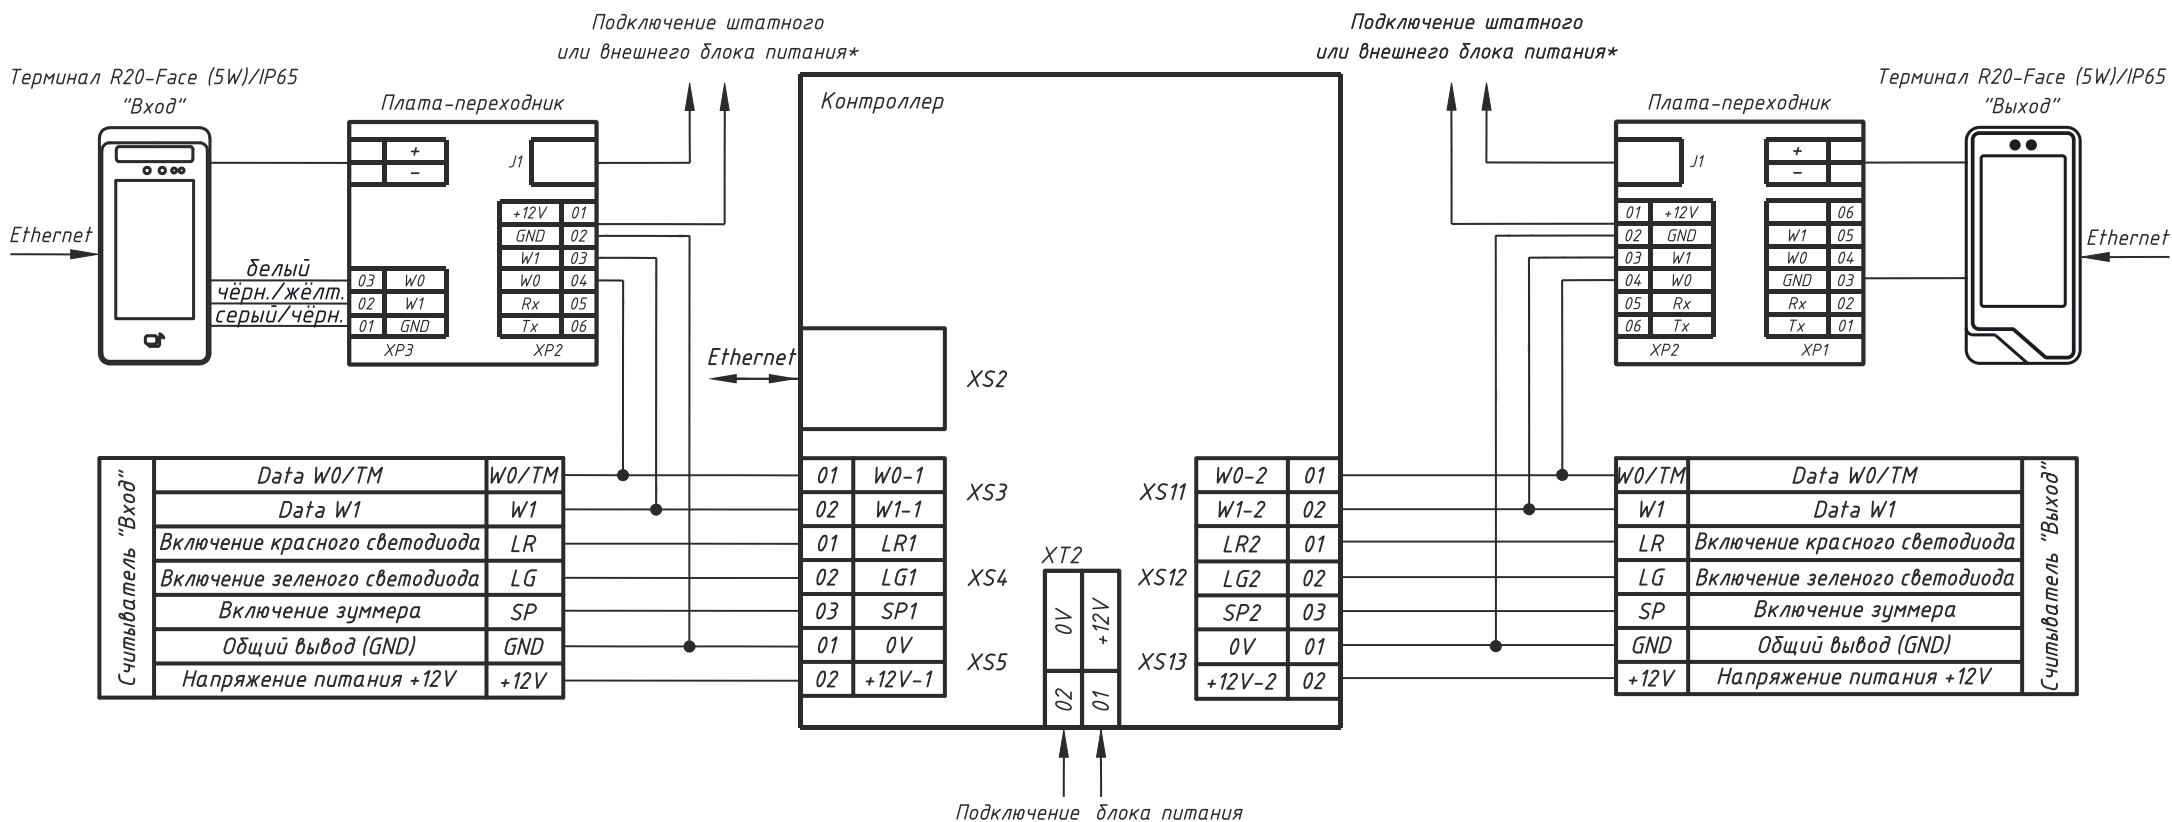 Подключение штатного
или внешнего блока питания*
Подключение штатного
или внешнего блока питания*
Терминал R20-Face (5W)/IP65
"Вход"
Плата-переходник
Контроллер
Плата-переходник
Терминал R20-Face (5W)/IP65
"Выход"
+
-
J1
+12V 01
GND 02
W1 03
W0 04
Rx 05
Tx 06
XP2
Ethernet
белый
чёрн./жёлт.
серый/чёрн.
03 W0
02 W1
01 GND
XP3
J1
+
-
01 +12V
02 GND
03 W1
04 W0
05 Rx
06 Tx
XP2
06
W1 05
W0 04
GND 03
Rx 02
Tx 01
XP1
Ethernet
Ethernet
XS2
Считыватель "Вход"
Data W0/TM W0/TM
Data W1 W1
Включение красного светодиода LR
Включение зеленого светодиода LG
Включение зуммера SP
Общий вывод (GND) GND
Напряжение питания +12V +12V
01 W0-1
02 W1-1
XS3
01 LR1
02 LG1
03 SP1
XS4
01 0V
02 +12V-1
XS5
XT2
0V +12V
02 01
XS11
W0-2 01
W1-2 02
XS12
LR2 01
LG2 02
SP2 03
XS13
0V 01
+12V-2 02
W0/TM Data W0/TM
W1 Data W1
LR Включение красного светодиода
LG Включение зеленого светодиода
SP Включение зуммера
GND Общий вывод (GND)
+12V Напряжение питания +12V
Считыватель "Выход"
Подключение блока питания